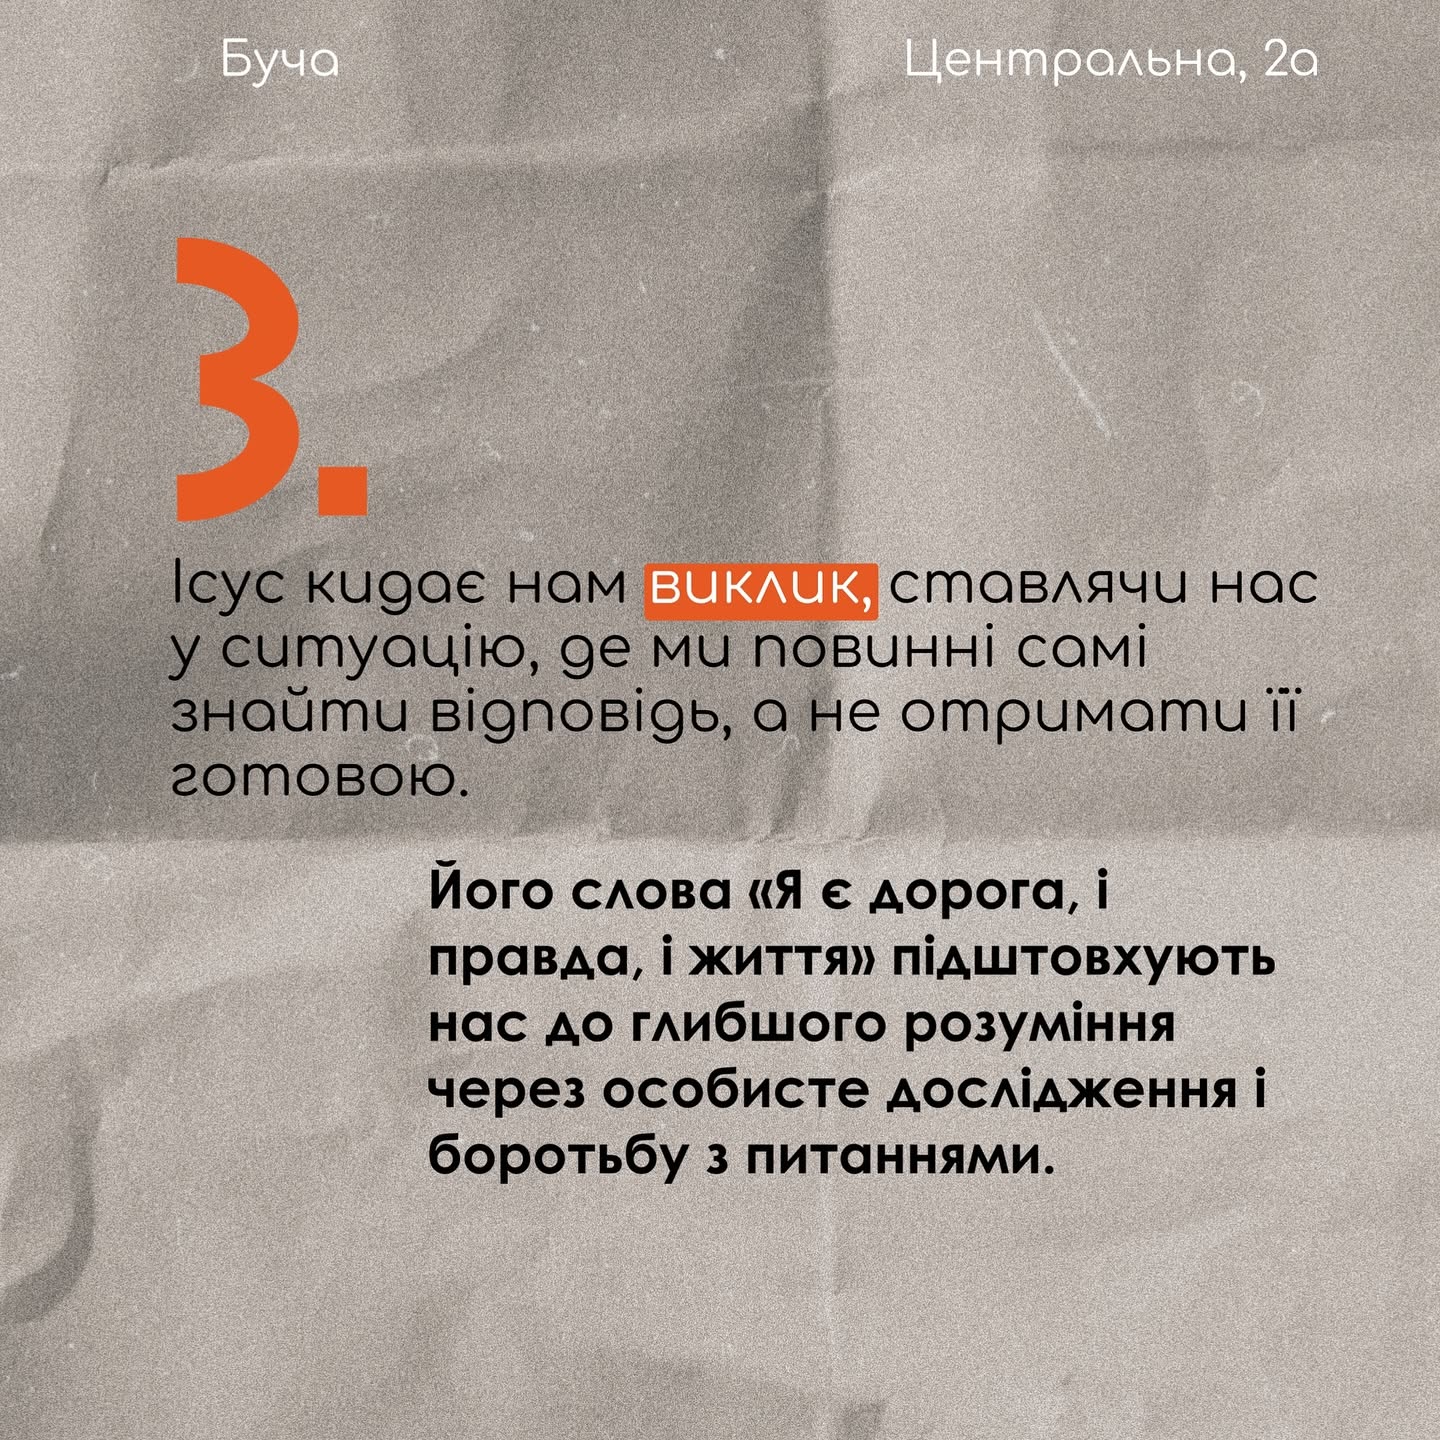 Буча
Центральна, 2а
3.
Ісус кидає нам виклик, ставлячи нас
у ситуацію, де ми повинні самі
знайти відповідь, а не отримати її
готовою.
Його слова «Я є дорога, і
правда, і життя» підштовхують
нас до глибшого розуміння
через особисте дослідження і
боротьбу з питаннями.